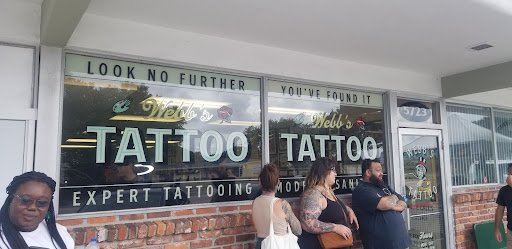 LOOK NO FURTHER
YOU'VE FOUND IT
Webb's
TATTOO
Webb's
TATTOO
EXPERT TATTOOING
5723